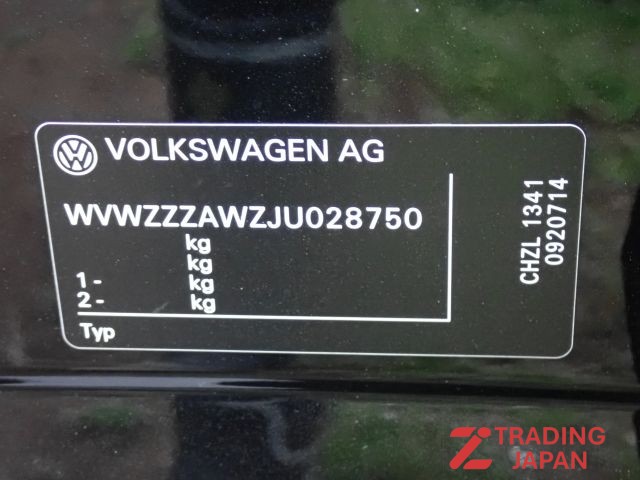 VOLKSWAGEN AG
WVWZZZAWZJU028750
kg
kg
1- kg
2- kg
Typ
CHZL 1341
0920714
TRADING
JAPAN